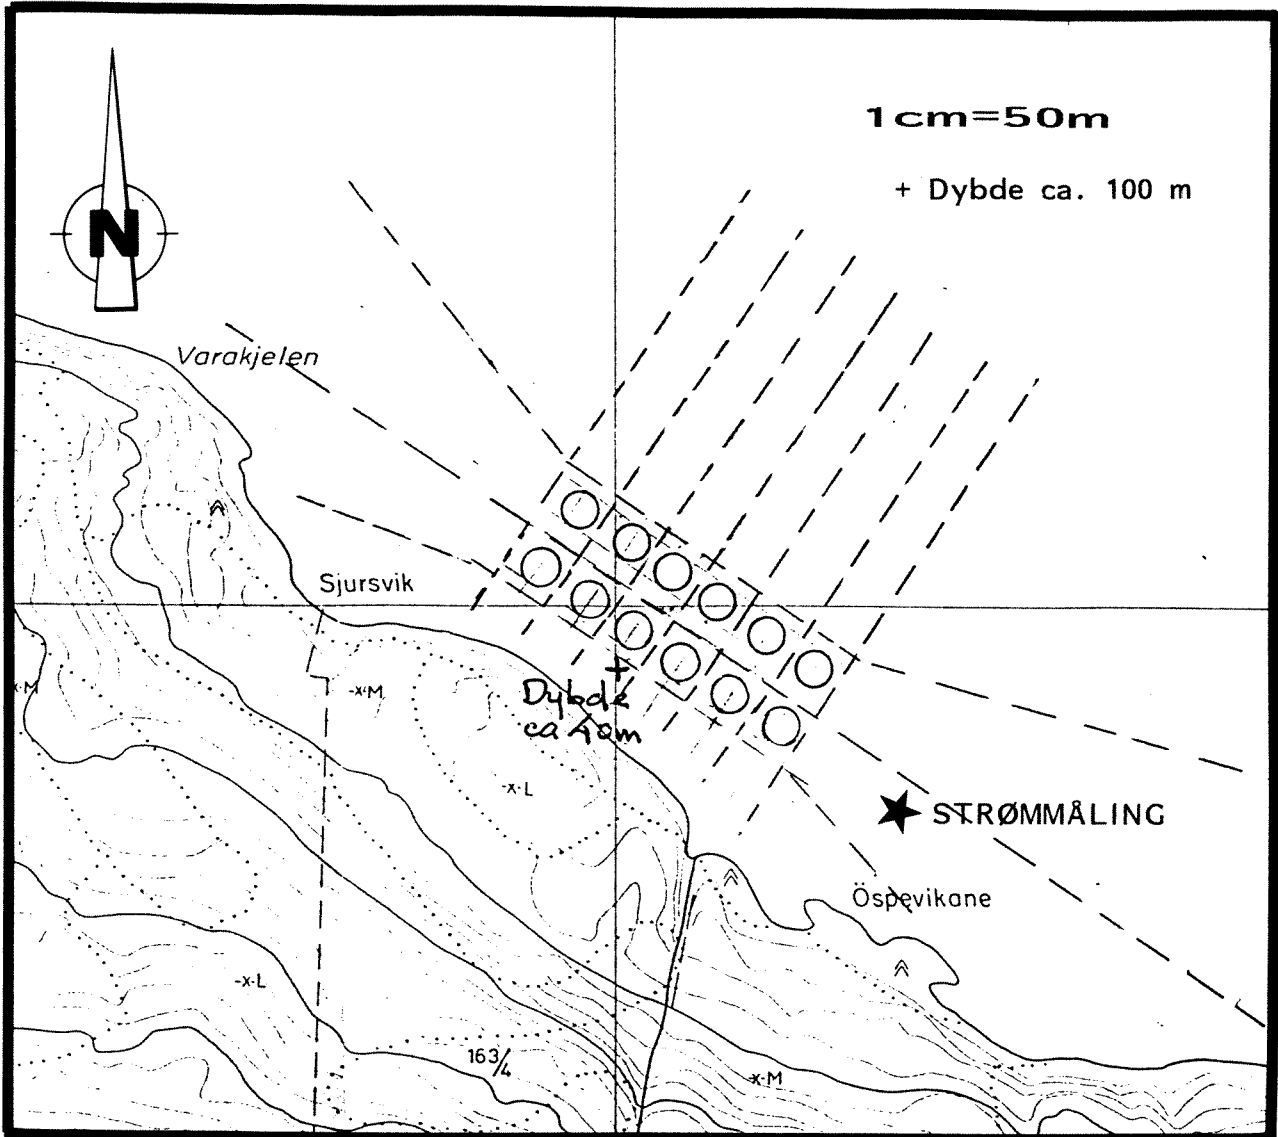 1cm=50m
+ Dybde ca. 100 m
N
Varakjelen
Sjursvik
x·M
-x·M
Dybde
ca 40m
-x·L
STRØMMÅLING
Öspevikane
-x·L
163/4
-x·M